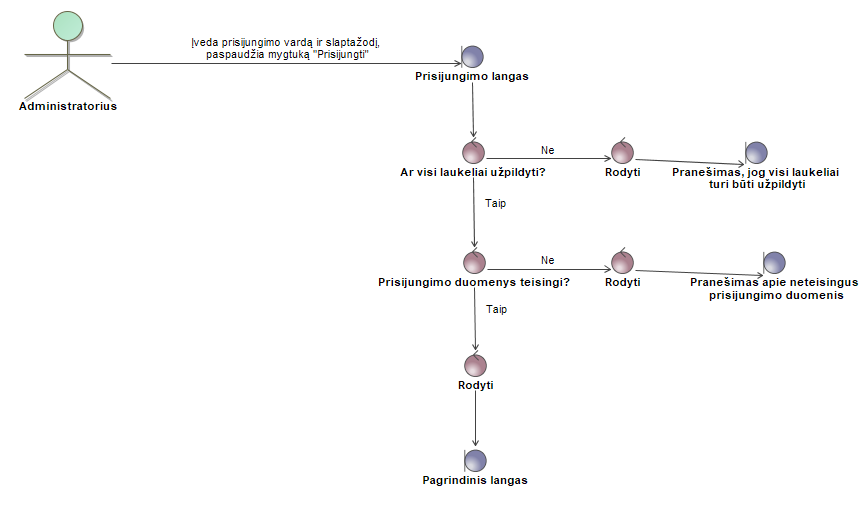 Įveda prisijungimo vardą ir slaptažodį,
paspaudžia mygtuką "Prisijungti"
Administratorius
Prisijungimo langas
Ne
Ar visi laukeliai užpildyti?
Rodyti
Pranešimas, jog visi laukeliai
turi būti užpildyti
Taip
Ne
Prisijungimo duomenys teisingi?
Rodyti
Pranešimas apie neteisingus
prisijungimo duomenis
Taip
Rodyti
Pagrindinis langas